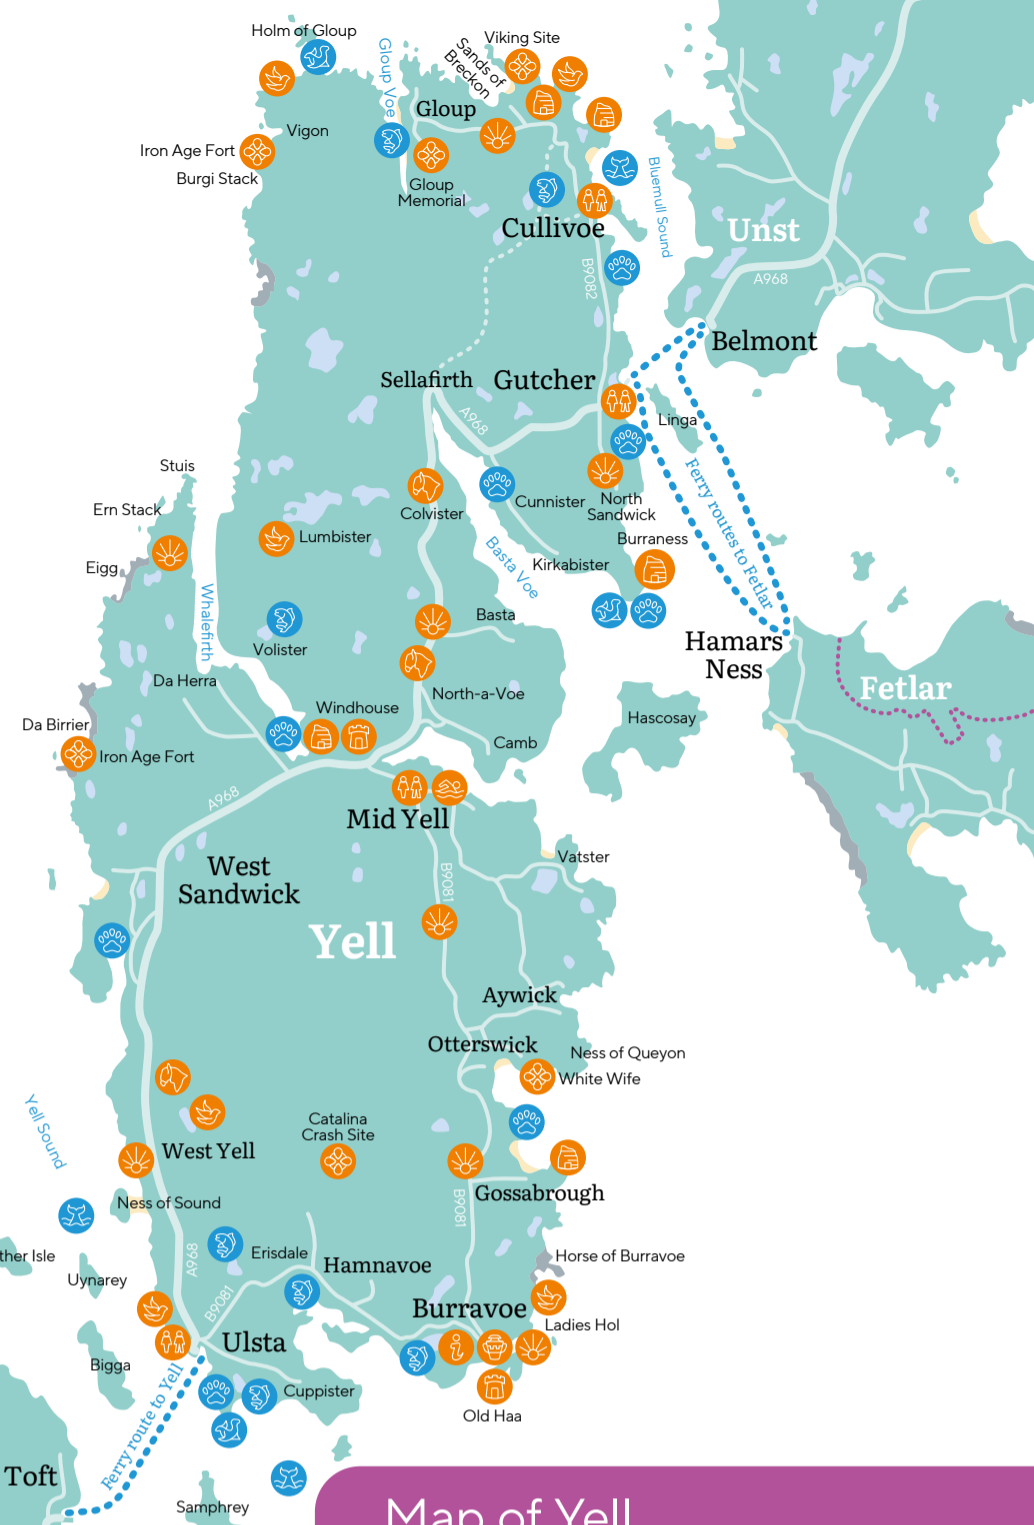 Holm of Gloup
Viking Site
Gloup Voe
Sands of
Breckon
Gloup
Vigon
Iron Age Fort
Burgi Stack
Gloup
Memorial
Bluemull Sound
Cullivoe
Unst
A968
B9082
Belmont
Sellafirth
Gutcher
A968
Linga
Stuis
Ern Stack
Colvister
Cunnister
North
Sandwick
Ferry routes to Fetlar
Lumbister
Burraness
Eigg
Basta Voe
Kirkabister
Whalefirth
Basta
Volister
Hamars
Ness
Da Herra
North-a-Voe
Fetlar
Windhouse
Hascosay
Da Birrier
Camb
Iron Age Fort
A968
Mid Yell
West
Sandwick
Vatster
B9081
Yell
Aywick
Otterswick
Ness of Queyon
White Wife
Yell Sound
Catalina
Crash Site
West Yell
Gossabrough
Ness of Sound
B9081
ther Isle
A968
Erisdale
Horse of Burravoe
Uynarey
Hamnavoe
B9081
Burravoe
Ladies Hol
Ulsta
Bigga
Cuppister
Ferry route to Yell
Old Haa
Toft
Samphrey
Map of Yell